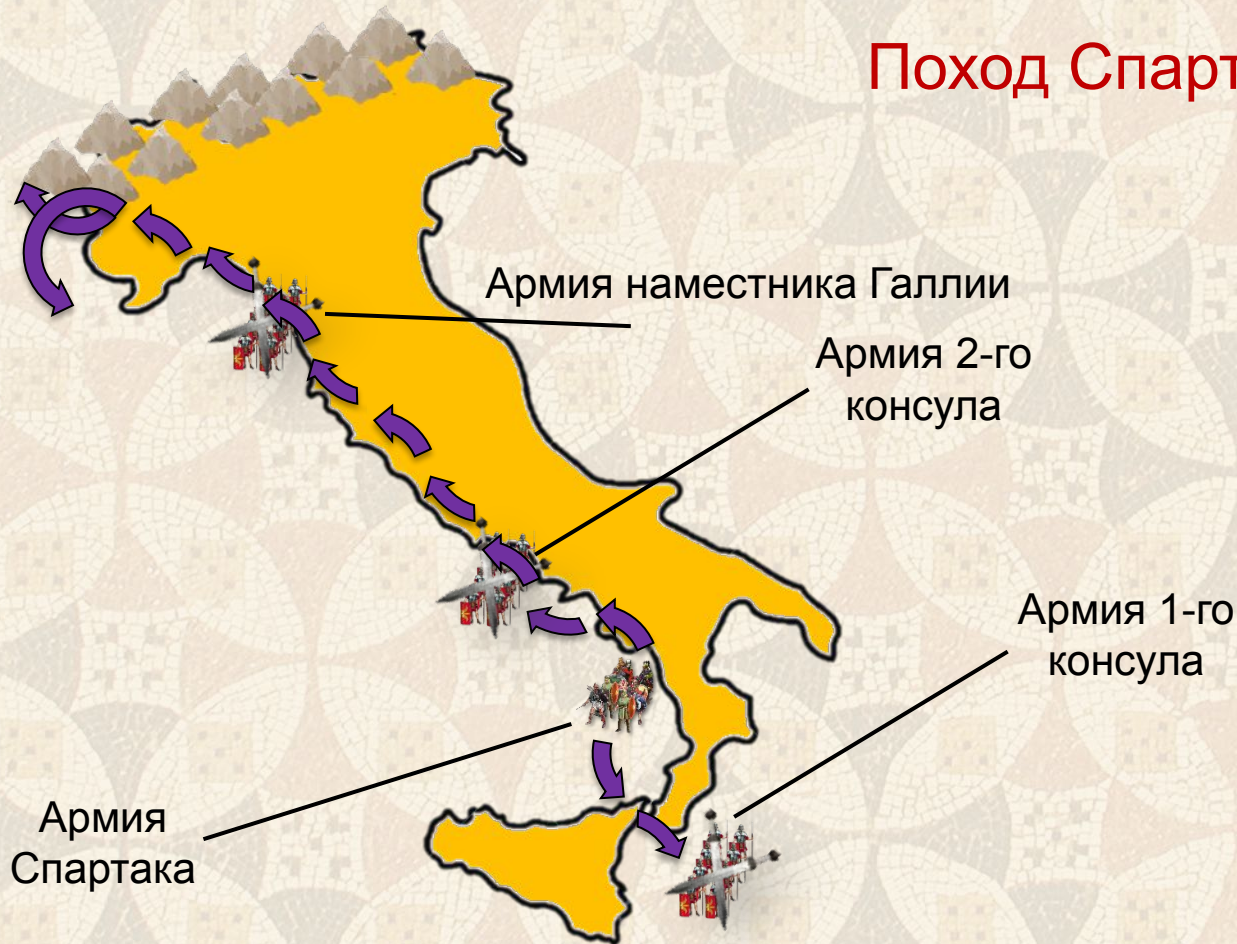 Поход Спарт
Армия наместника Галлии
Армия 2-го
консула
Армия 1-го
консула
Армия
Спартака